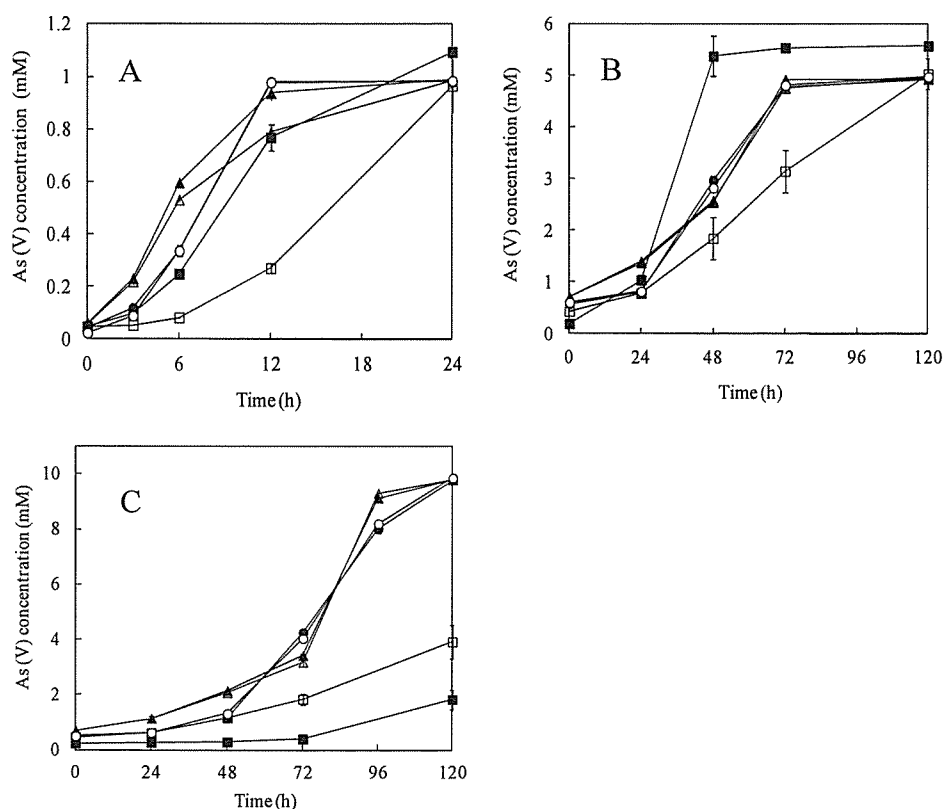 A
As (V) concentration (mM)
1.2
1
0.8
0.6
0.4
0.2
0
0 6 12 18 24
Time (h)
B
As (V) concentration (mM)
6
5
4
3
2
1
0
0 24 48 72 96 120
Time (h)
C
As (V) concentration (mM)
10
8
6
4
2
0
0 24 48 72 96 120
Time (h)